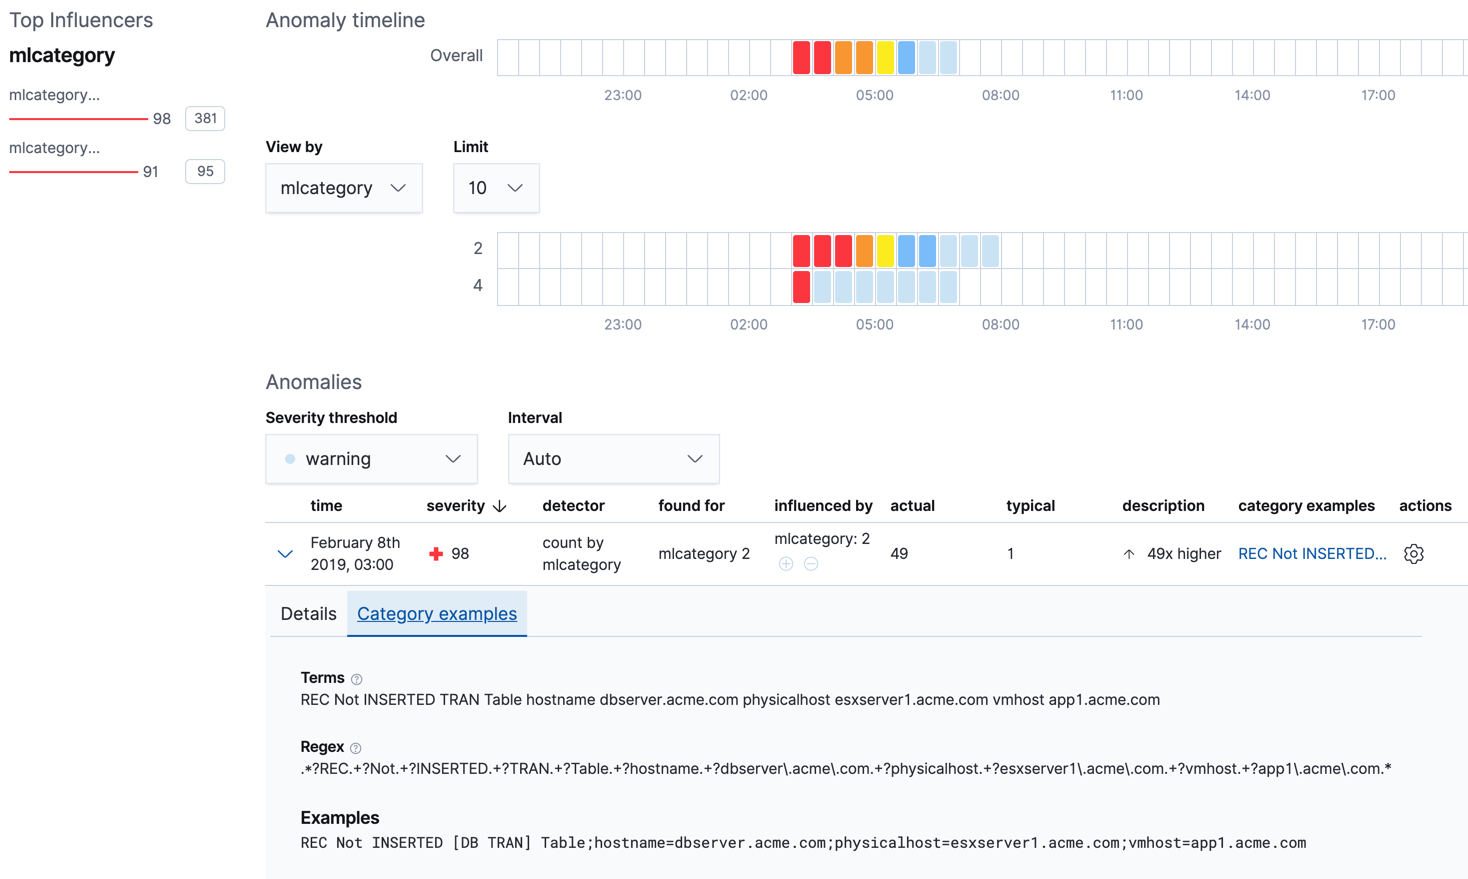 Top Influencers
mlcategory
mlcategory...
98 381
mlcategory...
91 95
Anomaly timeline
Overall
23:00 02:00 05:00 08:00 11:00 14:00 17:00
View by Limit
mlcategory 10
2
4
23:00 02:00 05:00 08:00 11:00 14:00 17:00
Anomalies
Severity threshold Interval
warning Auto
time severity detector found for influenced by actual typical description category examples actions
February 8th 2019, 03:00 98 count by mlcategory mlcategory 2 mlcategory: 2 49 1 49x higher REC Not INSERTED...
Details Category examples
Terms
REC Not INSERTED TRAN Table hostname dbserver.acme.com physicalhost esxserver1.acme.com vmhost app1.acme.com
Regex
.*?REC.+?Not.+?INSERTED.+?TRAN.+?Table.+?hostname.+?dbserver\.acme\.com.+?physicalhost.+?esxserver1\.acme\.com.+?vmhost.+?app1\.acme\.com.*
Examples
REC Not INSERTED [DB TRAN] Table;hostname=dbserver.acme.com;physicalhost=esxserver1.acme.com;vmhost=app1.acme.com